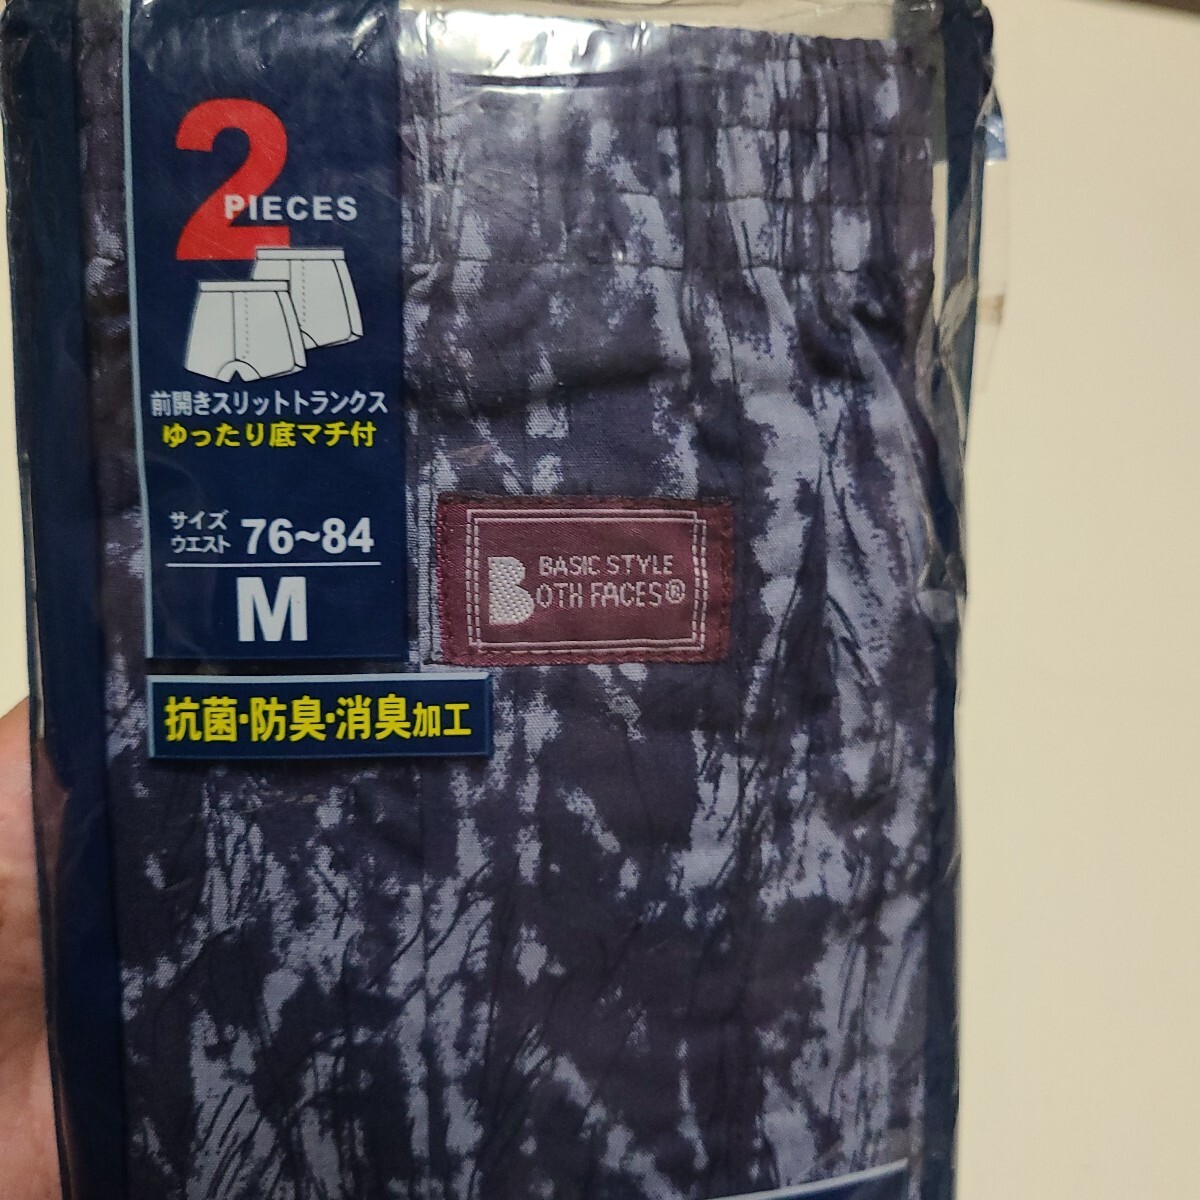 2
PIECES
前開きスリットトランクス
ゆったり底マチ付
サイズ
ウエスト 76~84
M
抗菌・防臭・消臭加工
BASIC STYLE
BOTH FACES®